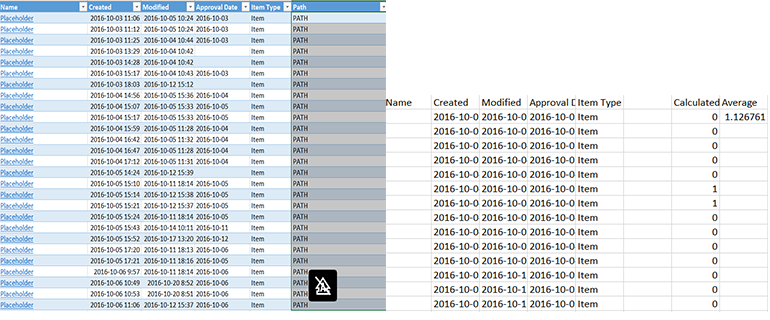 Name Created Modified Approval Date Item Type Path
Placeholder 2016-10-03 11:06 2016-10-05 10:24 2016-10-03 Item PATH
Placeholder 2016-10-03 11:12 2016-10-05 10:24 2016-10-03 Item PATH
Placeholder 2016-10-03 11:25 2016-10-04 10:44 2016-10-03 Item PATH
Placeholder 2016-10-03 13:29 2016-10-04 10:42 Item PATH
Placeholder 2016-10-03 14:28 2016-10-04 10:42 Item PATH
Placeholder 2016-10-03 15:17 2016-10-04 10:43 2016-10-03 Item PATH
Placeholder 2016-10-03 18:03 2016-10-12 15:12 Item PATH
Placeholder 2016-10-04 14:56 2016-10-05 15:36 2016-10-04 Item PATH
Placeholder 2016-10-04 15:07 2016-10-05 15:33 2016-10-05 Item PATH
Placeholder 2016-10-04 15:17 2016-10-05 15:33 2016-10-04 Item PATH
Placeholder 2016-10-04 15:59 2016-10-05 11:28 2016-10-04 Item PATH
Placeholder 2016-10-04 16:42 2016-10-05 11:32 2016-10-04 Item PATH
Placeholder 2016-10-04 16:47 2016-10-05 11:28 2016-10-04 Item PATH
Placeholder 2016-10-04 17:12 2016-10-05 11:31 2016-10-04 Item PATH
Placeholder 2016-10-05 14:24 2016-10-12 15:39 Item PATH
Placeholder 2016-10-05 15:10 2016-10-11 18:14 2016-10-05 Item PATH
Placeholder 2016-10-05 15:14 2016-10-12 15:38 2016-10-05 Item PATH
Placeholder 2016-10-05 15:21 2016-10-12 15:37 2016-10-05 Item PATH
Placeholder 2016-10-05 15:24 2016-10-11 18:14 2016-10-05 Item PATH
Placeholder 2016-10-05 15:43 2016-10-14 10:11 2016-10-11 Item PATH
Placeholder 2016-10-05 15:52 2016-10-17 13:20 2016-10-12 Item PATH
Placeholder 2016-10-05 17:20 2016-10-11 18:13 2016-10-06 Item PATH
Placeholder 2016-10-05 17:21 2016-10-11 18:16 2016-10-05 Item PATH
Placeholder 2016-10-06 9:57 2016-10-11 18:14 2016-10-06 Item PATH
Placeholder 2016-10-06 10:49 2016-10-20 8:52 2016-10-06 Item PATH
Placeholder 2016-10-06 10:53 2016-10-20 8:51 2016-10-06 Item PATH
Placeholder 2016-10-06 11:06 2016-10-12 15:37 2016-10-06 Item PATH
Name Created Modified Approval D Item Type Calculated Average
2016-10-0 2016-10-0 2016-10-0 Item 0 1.126761
2016-10-0 2016-10-0 2016-10-0 Item 0
2016-10-0 2016-10-0 2016-10-0 Item 0
2016-10-0 2016-10-0 2016-10-0 Item 0
2016-10-0 2016-10-0 2016-10-0 Item 0
2016-10-0 2016-10-0 2016-10-0 Item 1
2016-10-0 2016-10-0 2016-10-0 Item 1
2016-10-0 2016-10-0 2016-10-0 Item 0
2016-10-0 2016-10-0 2016-10-0 Item 0
2016-10-0 2016-10-0 2016-10-0 Item 0
2016-10-0 2016-10-0 2016-10-0 Item 0
2016-10-0 2016-10-1 2016-10-0 Item 0
2016-10-0 2016-10-1 2016-10-0 Item 0
2016-10-0 2016-10-1 2016-10-0 Item 0